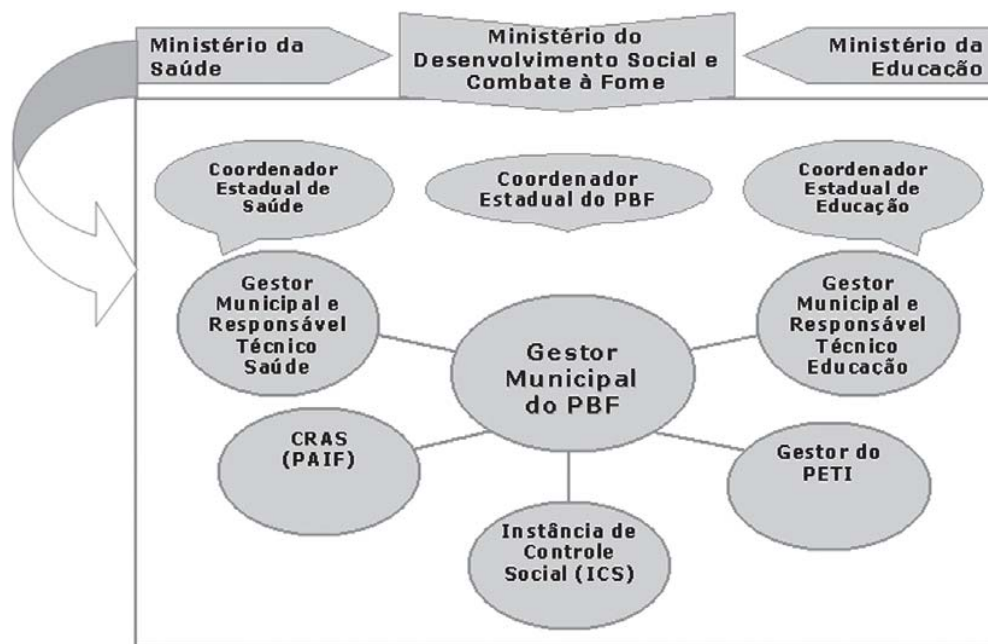 Ministério da
Saúde
Ministério do
Desenvolvimento Social e
Combate à Fome
Ministério da
Educação
Coordenador
Estadual de
Saúde
Coordenador
Estadual do PBF
Coordenador
Estadual de
Educação
Gestor
Municipal e
Responsável
Técnico
Saúde
Gestor
Municipal
do PBF
Gestor
Municipal e
Responsável
Técnico
Educação
CRAS
(PAIF)
Instância de
Controle
Social (ICS)
Gestor do
PETI